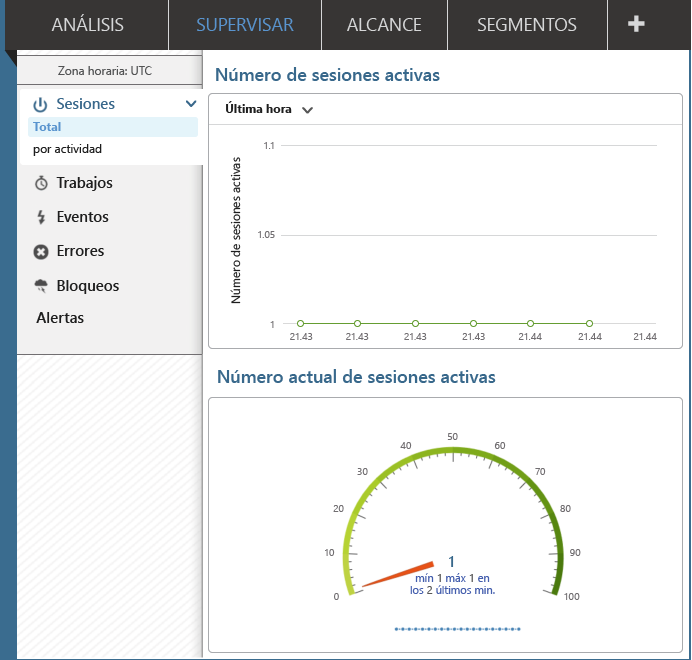 ANÁLISIS
SUPERVISAR
ALCANCE
SEGMENTOS
Zona horaria: UTC
Sesiones
Total
por actividad
Trabajos
Eventos
Errores
Bloqueos
Alertas
Número de sesiones activas
Última hora
Número de sesiones activas
1.1
1.05
1
21.43 21.43 21.43 21.43 21.44 21.44 21.44
Número actual de sesiones activas
0
10
20
30
40
50
60
70
80
90
100
1
mín 1 máx 1 en
los 2 últimos min.